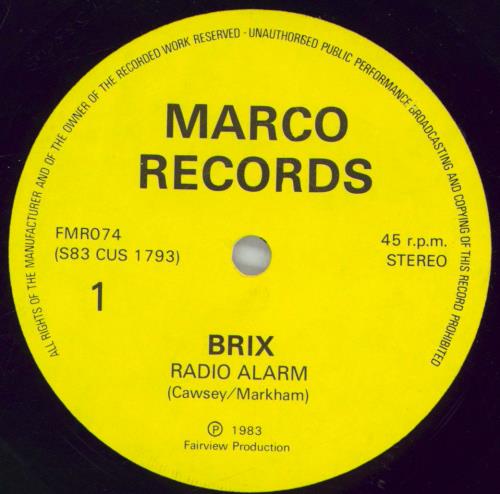 ALL RIGHTS OF THE MANUFACTURER AND OF THE OWNER OF THE RECORDED WORK RESERVED - UNAUTHORISED PUBLIC PERFORMANCE BROADCASTING AND COPYING OF THIS RECORD PROHIBITED
MARCO
RECORDS
FMR074
(S83 CUS 1793)
45 r.p.m.
STEREO
1
BRIX
RADIO ALARM
(Cawsey/Markham)
℗ 1983
Fairview Production